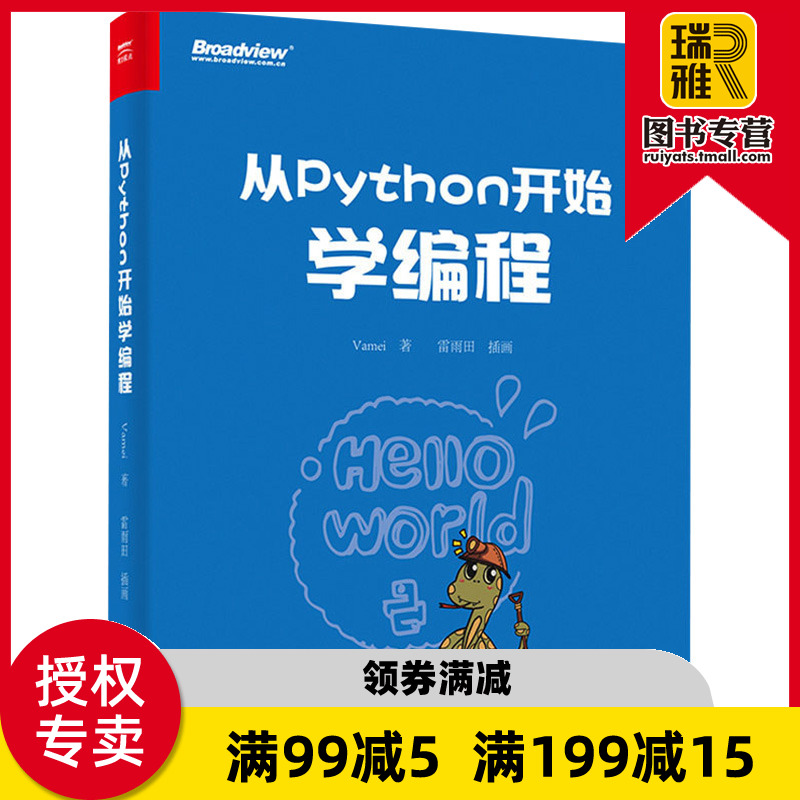 Broadview
www.broadview.com.cn
从Python开始
学编程
Vamei 著 雷雨田 插画
Hello
world
从Python开始学编程
Vamei 著 雷雨田 插画
瑞雅
图书专营
ruiyats.tmall.com
授权
专卖
领券满减
满99减5 满199减15